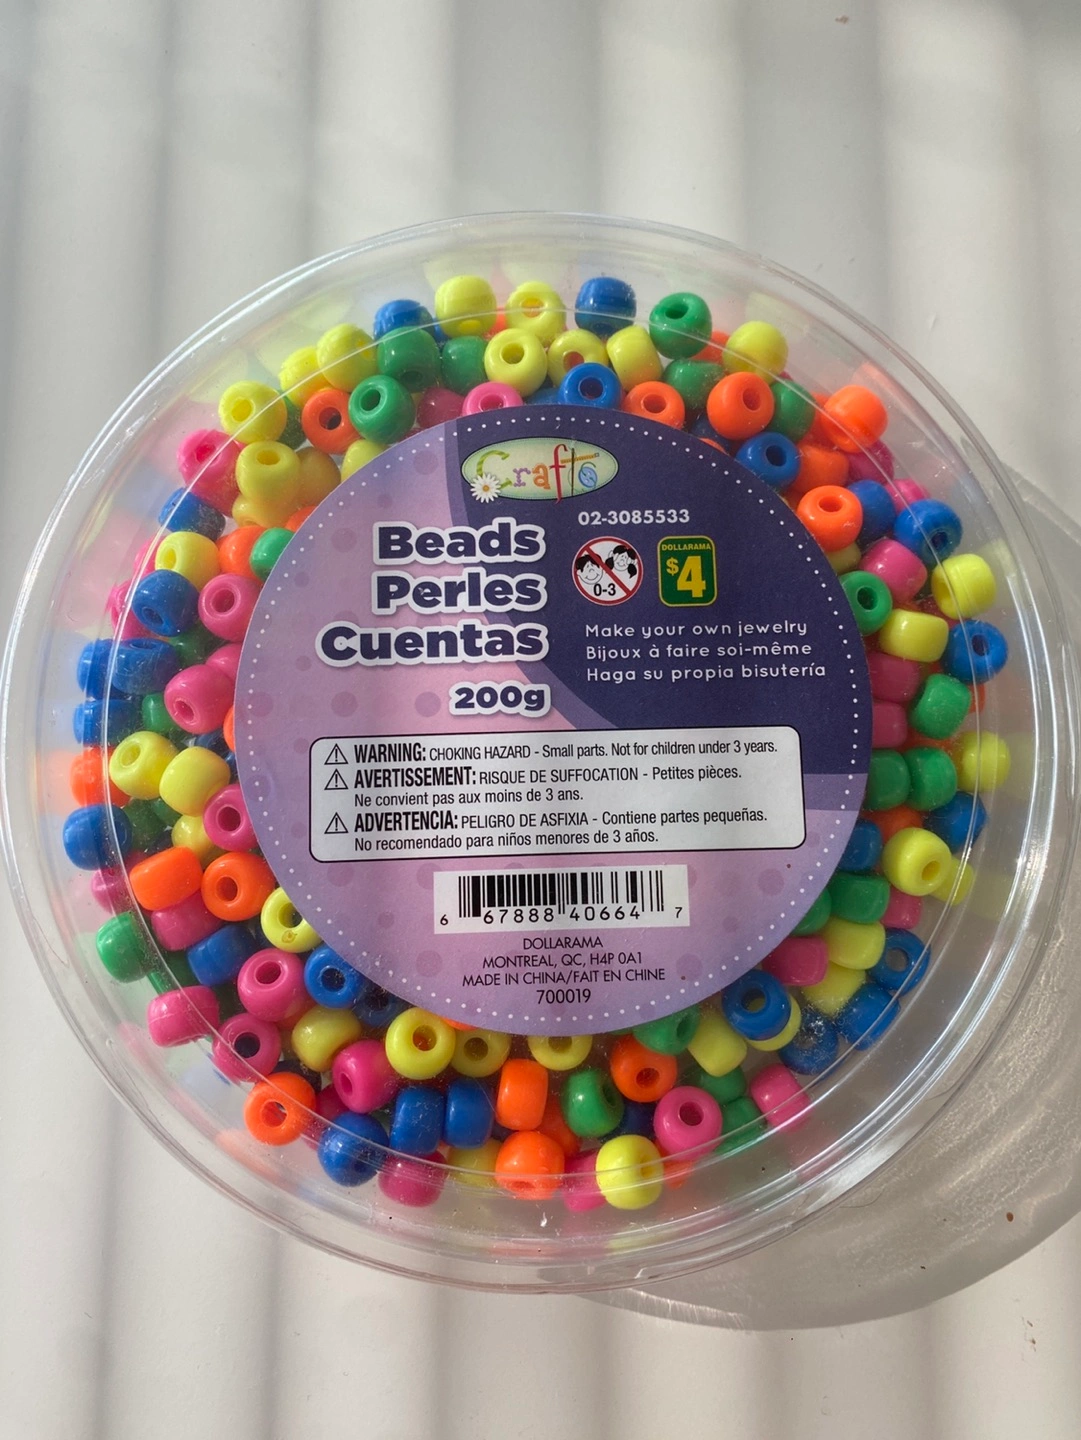 Crafts
02-3085533
Beads
Perles
Cuentas
200g
0-3
DOLLARAMA
$4
Make your own jewelry
Bijoux à faire soi-même
Haga su propia bisutería
WARNING: CHOKING HAZARD - Small parts. Not for children under 3 years.
AVERTISSEMENT: RISQUE DE SUFFOCATION - Petites pièces.
Ne convient pas aux moins de 3 ans.
ADVERTENCIA: PELIGRO DE ASFIXIA - Contiene partes pequeñas.
No recomendado para niños menores de 3 años.
6 67888 40664 7
DOLLARAMA
MONTREAL, QC, H4P 0A1
MADE IN CHINA/FAIT EN CHINE
700019